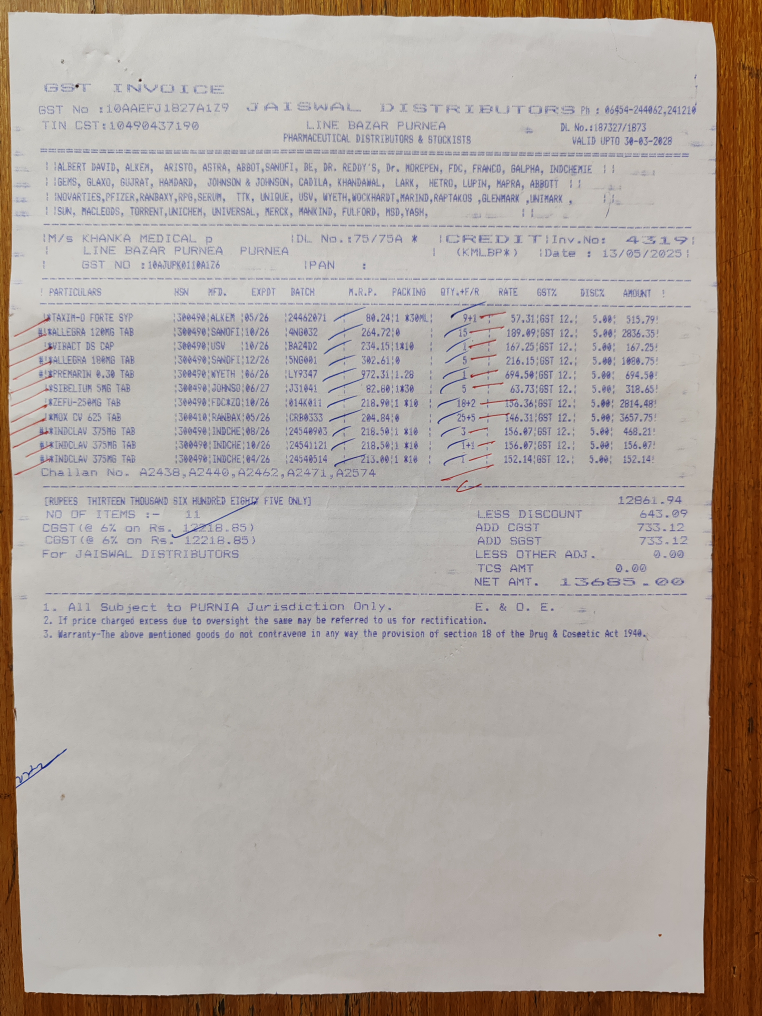 GST INVOICE
GST No :10AAEFJ1827A1Z9 JAISWAL DISTRIBUTORS Ph : 06454-244062,241210
TIN CST:10490437190 LINE BAZAR PURNEA DL No.:187327/1873
PHARMACEUTICAL DISTRIBUTORS & STOCKISTS VALID UPTO 30-03-2028
ALBERT DAVID, ALKEM, ARISTO, ASTRA, ABBOT,SANOFI, BE, DR. REDDY'S, Dr. MOREPEN, FDC, FRANCO, GALPHA, INDCHEMIE
GEMS, GLAXO, GUJRAT, HAMDARD, JOHNSON & JOHNSON, CADILA, KHANDAWAL, LARK, HETRO, LUPIN, MAPRA, ABBOTT
NOVARTIES,PFIZER,RANBAXY,RPG,SERUM, TTK, UNIQUE, USV, WYETH,WOCKHARDT,MARIND,RAPTAKOS ,GLENMARK ,UNIMARK ,
SUN, MACLEODS, TORRENT,UNICHEM, UNIVERSAL, MERCK, MANKIND, FULFORD, MSD,YASH,
M/s KHANKA MEDICAL p |DL No.:75/75A * |CREDIT|Inv.No: 4319|
| LINE BAZAR PURNEA PURNEA | (KMLBP*) |Date : 13/05/2025|
| GST NO :10AJUPK0110A1Z6 |PAN :
! PARTICULARS HSN MFD. EXPDT BATCH M.R.P. PACKING QTY.+F/R RATE GST% DISC% AMOUNT !
!*TAXIM-O FORTE SYP |300490|ALKEM |05/26 |24462071 | 80.24|1 *30ML| 9+1 | 57.31|GST 12.| 5.00| 515.79!
@!*ALLEGRA 120MG TAB |300490|SANOFI|10/26 |4NG032 | 264.72|0 | 15 | 189.09|GST 12.| 5.00| 2836.35!
!*VIBACT DS CAP |300490|USV |10/26 |BA24D2 | 234.15|1*10 | 1 | 167.25|GST 12.| 5.00| 167.25!
@!*ALLEGRA 180MG TAB |300490|SANOFI|12/26 |5NG001 | 302.61|0 | 5 | 216.15|GST 12.| 5.00| 1080.75!
@!*PREMARIN 0.30 TAB |300490|WYETH |06/26 |LY9347 | 972.31|1.28 | 1 | 694.50|GST 12.| 5.00| 694.50!
!*SIBELIUM 5MG TAB |300490|JOHNSO|06/27 |J31041 | 82.60|1*30 | 5 | 63.73|GST 12.| 5.00| 318.65!
!*ZEFU-250MG TAB |300490|FDC*ZO|10/26 |014K011 | 218.90|1 *10 | 18+2 | 156.36|GST 12.| 5.00| 2814.48!
!*MOX CV 625 TAB |300410|RANBAX|05/26 |CRB0333 | 204.84|0 | 25+5 | 146.31|GST 12.| 5.00| 3657.75!
@!*INDCLAV 375MG TAB |300490|INDCHE|08/26 |24540903 | 218.50|1 *10 | 3 | 156.07|GST 12.| 5.00| 468.21!
@!*INDCLAV 375MG TAB |300490|INDCHE|10/26 |24541121 | 218.50|1 *10 | 1+1 | 156.07|GST 12.| 5.00| 156.07!
@!*INDCLAV 375MG TAB |300490|INDCHE|04/26 |24540514 | 213.00|1 *10 | 1 | 152.14|GST 12.| 5.00| 152.14!
Challan No. A2438,A2440,A2462,A2471,A2574
[RUPEES THIRTEEN THOUSAND SIX HUNDRED EIGHTY FIVE ONLY] 12861.94
NO OF ITEMS :- 11 LESS DISCOUNT 643.09
CGST(@ 6% on Rs. 12218.85) ADD CGST 733.12
CGST(@ 6% on Rs. 12218.85) ADD SGST 733.12
For JAISWAL DISTRIBUTORS LESS OTHER ADJ. 0.00
TCS AMT 0.00
NET AMT. 13685.00
1. All Subject to PURNIA Jurisdiction Only. E. & O. E.
2. If price charged excess due to oversight the same may be referred to us for rectification.
3. Warranty-The above mentioned goods do not contravene in any way the provision of section 18 of the Drug & Cosmetic Act 1940.